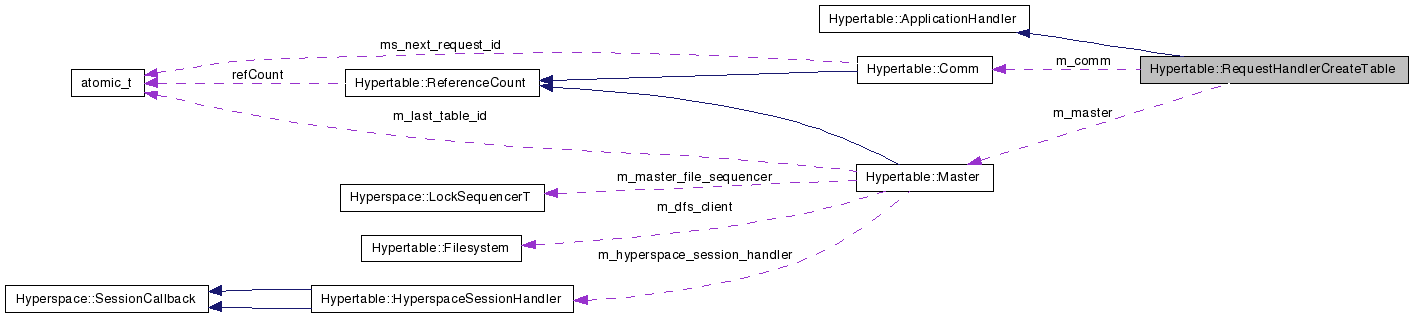 Hypertable::ApplicationHandler
ms_next_request_id
m_comm
Hypertable::RequestHandlerCreateTable
Hypertable::Comm
refCount
atomic_t
Hypertable::ReferenceCount
m_last_table_id
m_master
Hypertable::Master
m_master_file_sequencer
Hyperspace::LockSequencerT
m_dfs_client
Hypertable::Filesystem
m_hyperspace_session_handler
Hyperspace::SessionCallback
Hypertable::HyperspaceSessionHandler